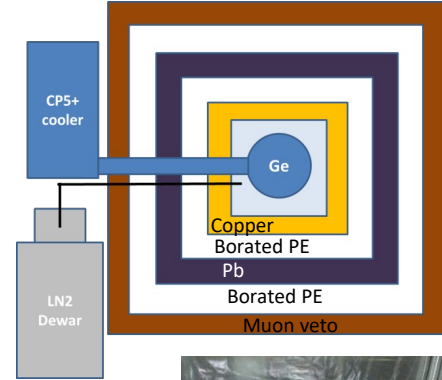 CP5+
cooler
Ge
Copper
Borated PE
Pb
Borated PE
Muon veto
LN2
Dewar